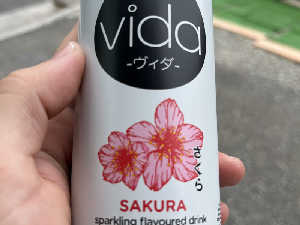 vida
-ヴィダ-
さくら
SAKURA
sparkling flavoured drink